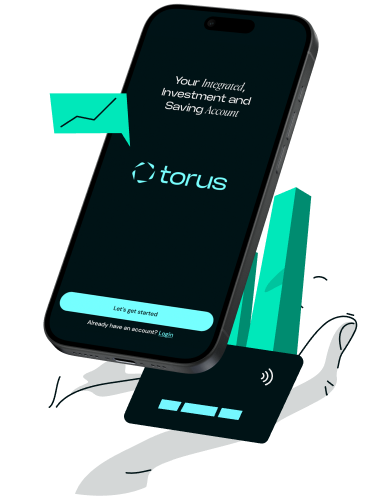 Your Integrated,
Investment and
Saving Account
torus
Let's get started
Already have an account? Login